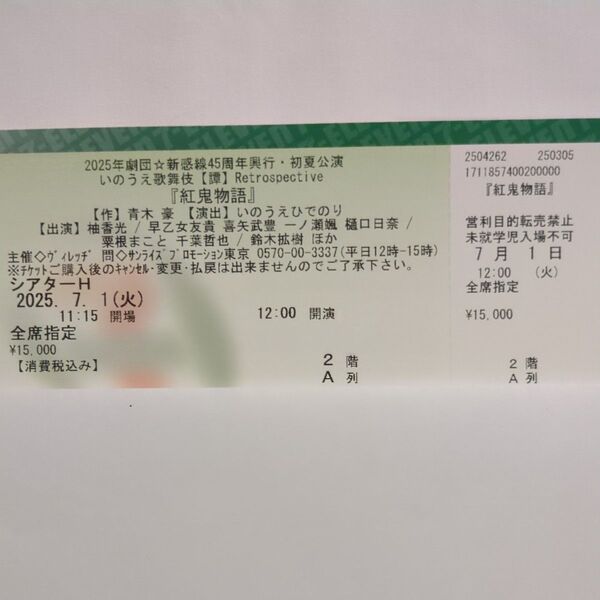 2025年劇団☆新感線45周年興行・初夏公演
いのうえ歌舞伎【譚】Retrospective
『紅鬼物語』
【作】青木 豪 【演出】いのうえひでのり
【出演】柚香光 / 早乙女友貴 喜矢武豊 一ノ瀬颯 樋口日奈 /
粟根まこと 千葉哲也 / 鈴木拡樹 ほか
主催◇ヴィレッヂ 問◇サンライズプロモーション東京 0570-00-3337(平日12時-15時)
※チケットご購入後のキャンセル・変更・払戻は出来ませんのでご了承下さい。
シアターH
2025. 7. 1(火)
11:15 開場 12:00 開演
全席指定
¥15,000
【消費税込み】
2 階
A 列
2504262 250305
1711857400200000
『紅鬼物語』
営利目的転売禁止
未就学児入場不可
7 月 1 日
12:00 (火)
全席指定
¥15,000
2 階
A 列